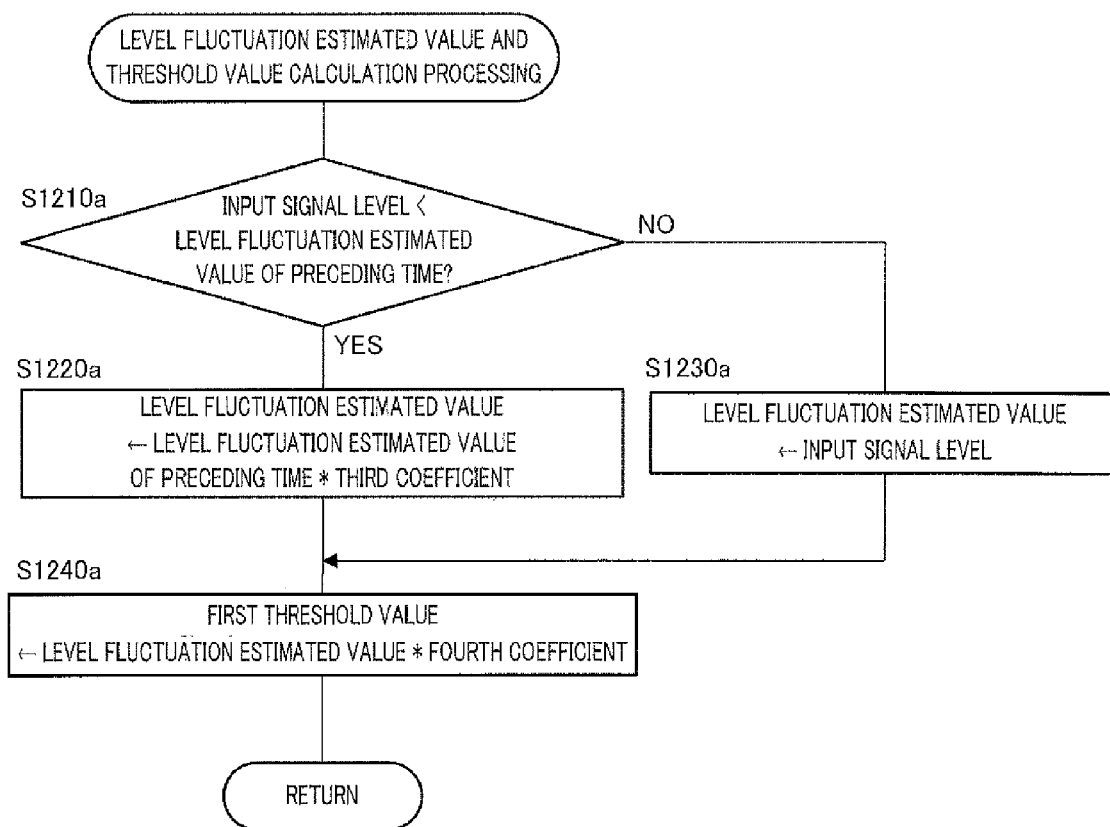 LEVEL FLUCTUATION ESTIMATED VALUE AND
THRESHOLD VALUE CALCULATION PROCESSING
S1210a
INPUT SIGNAL LEVEL <
LEVEL FLUCTUATION ESTIMATED
VALUE OF PRECEDING TIME?
NO
YES
S1220a
LEVEL FLUCTUATION ESTIMATED VALUE
← LEVEL FLUCTUATION ESTIMATED VALUE
OF PRECEDING TIME * THIRD COEFFICIENT
S1230a
LEVEL FLUCTUATION ESTIMATED VALUE
← INPUT SIGNAL LEVEL
S1240a
FIRST THRESHOLD VALUE
← LEVEL FLUCTUATION ESTIMATED VALUE * FOURTH COEFFICIENT
RETURN